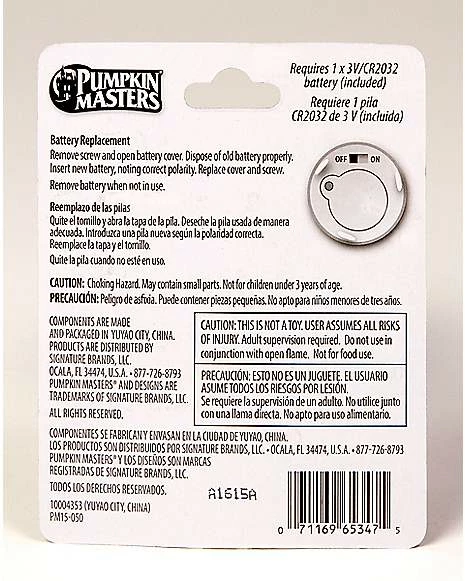 PUMPKIN
MASTERS
Requires 1 x 3V/CR2032
battery (included)
Requiere 1 pila
CR2032 de 3 V (incluida)
OFF ON
Battery Replacement
Remove screw and open battery cover. Dispose of old battery properly.
Insert new battery, noting correct polarity. Replace cover and screw.
Remove battery when not in use.
Reemplazo de las pilas
Quite el tornillo y abra la tapa de la pila. Deseche la pila usada de manera
adecuada. Introduzca una pila nueva según la polaridad correcta.
Reemplace la tapa y el tornillo.
Quite la pila cuando no esté en uso.
CAUTION: Choking Hazard. May contain small parts. Not for children under 3 years of age.
PRECAUCIÓN: Peligro de asfixia. Puede contener piezas pequeñas. No apto para niños menores de tres años.
COMPONENTS ARE MADE
AND PACKAGED IN YUYAO CITY, CHINA.
PRODUCTS ARE DISTRIBUTED BY
SIGNATURE BRANDS, LLC.
OCALA, FL 34474, U.S.A. • 877-726-8793
PUMPKIN MASTERS® AND DESIGNS ARE
TRADEMARKS OF SIGNATURE BRANDS, LLC.
ALL RIGHTS RESERVED.
CAUTION: THIS IS NOT A TOY. USER ASSUMES ALL RISKS
OF INJURY. Adult supervision required. Do not use in
conjunction with open flame. Not for food use.
PRECAUCIÓN: ESTO NO ES UN JUGUETE. EL USUARIO
ASUME TODOS LOS RIESGOS POR LESIÓN.
Se requiere la supervisión de un adulto. No utilice junto
con una llama directa. No apto para uso alimentario.
COMPONENTES SE FABRICAN Y ENVASAN EN LA CIUDAD DE YUYAO, CHINA.
LOS PRODUCTOS SON DISTRIBUIDOS POR SIGNATURE BRANDS, LLC. • OCALA, FL 34474, U.S.A. • 877-726-8793
PUMPKIN MASTERS® Y LOS DISEÑOS SON MARCAS
REGISTRADAS DE SIGNATURE BRANDS, LLC.
TODOS LOS DERECHOS RESERVADOS.
A1615A
10004353 (YUYAO CITY, CHINA)
PM15-050
0 71169 65347 5